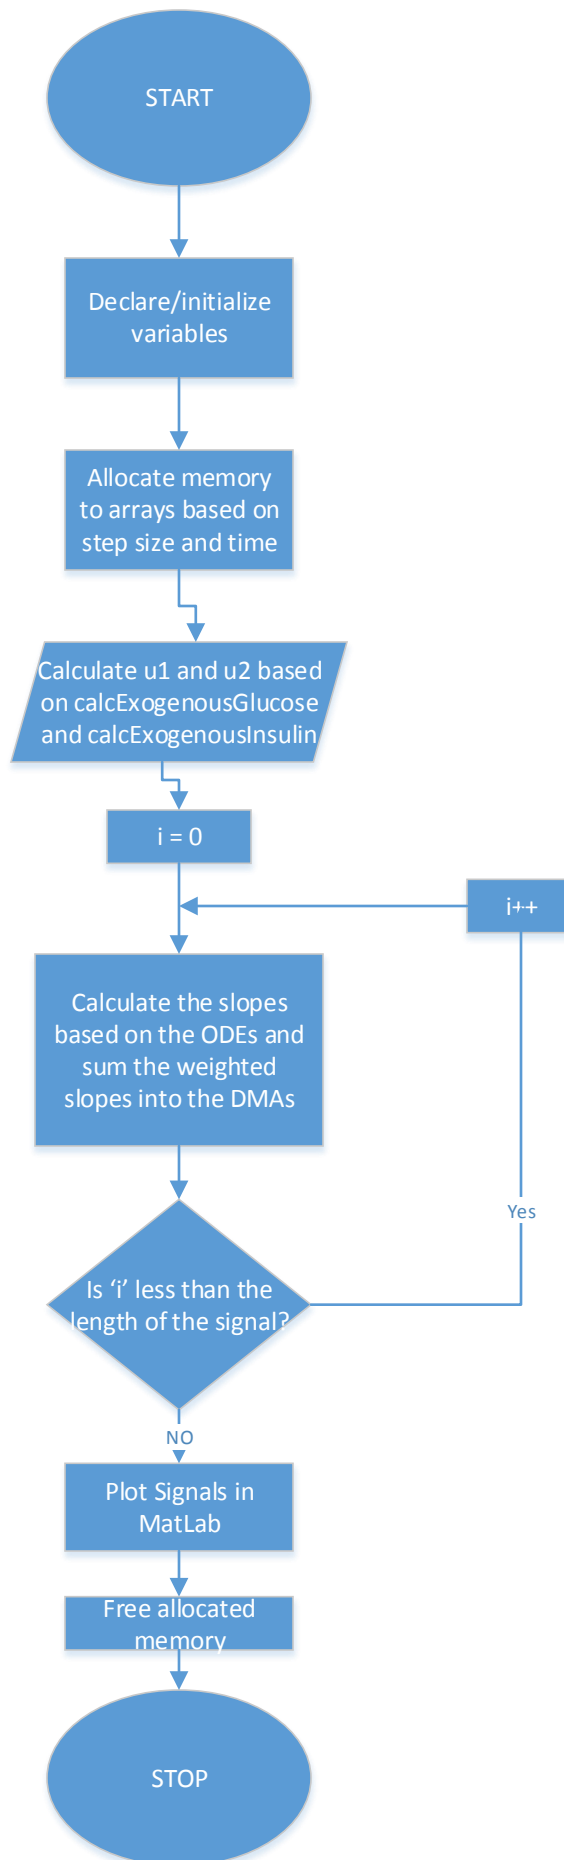 START
Declare/initialize
variables
Allocate memory
to arrays based on
step size and time
Calculate u1 and u2 based
on calcExogenousGlucose
and calcExogenousInsulin
i = 0
i++
Calculate the slopes
based on the ODEs and
sum the weighted
slopes into the DMAs
Yes
Is ‘i’ less than the
length of the signal?
NO
Plot Signals in
MatLab
Free allocated
memory
STOP